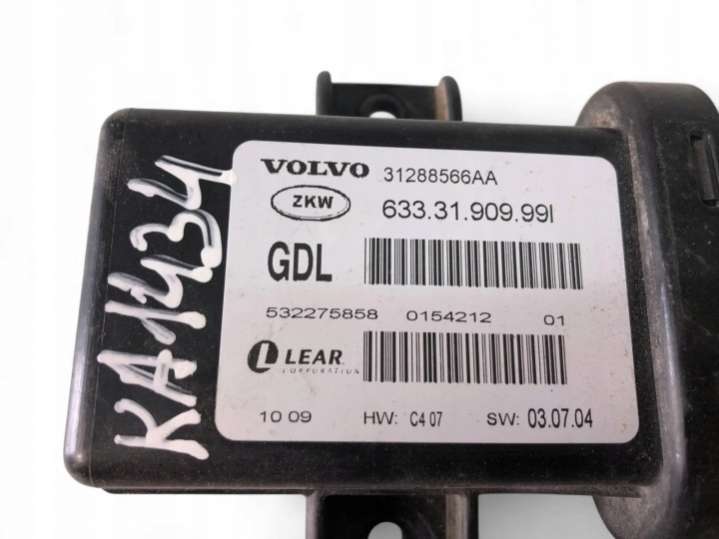 KA1434
VOLVO 31288566AA
ZKW 633.31.909.99I
GDL
532275858 0154212 01
LEAR
CORPORATION
10 09 HW: C4 07 SW: 03.07.04